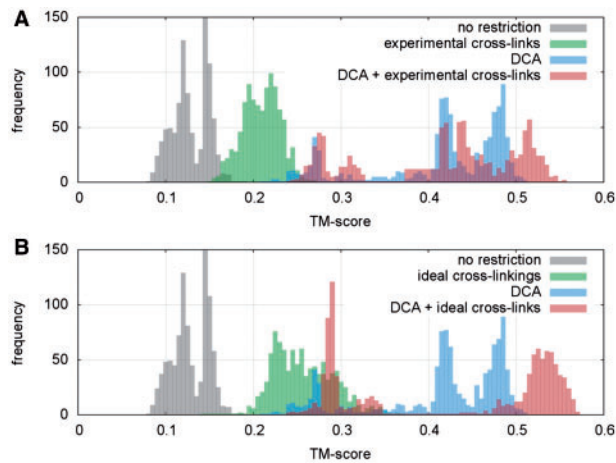 A
150
100
50
0
frequency
no restriction
experimental cross-links
DCA
DCA + experimental cross-links
0.1 0.2 0.3 0.4 0.5 0.6
TM-score
B
150
100
50
0
frequency
no restriction
ideal cross-linkings
DCA
DCA + ideal cross-links
0.1 0.2 0.3 0.4 0.5 0.6
TM-score